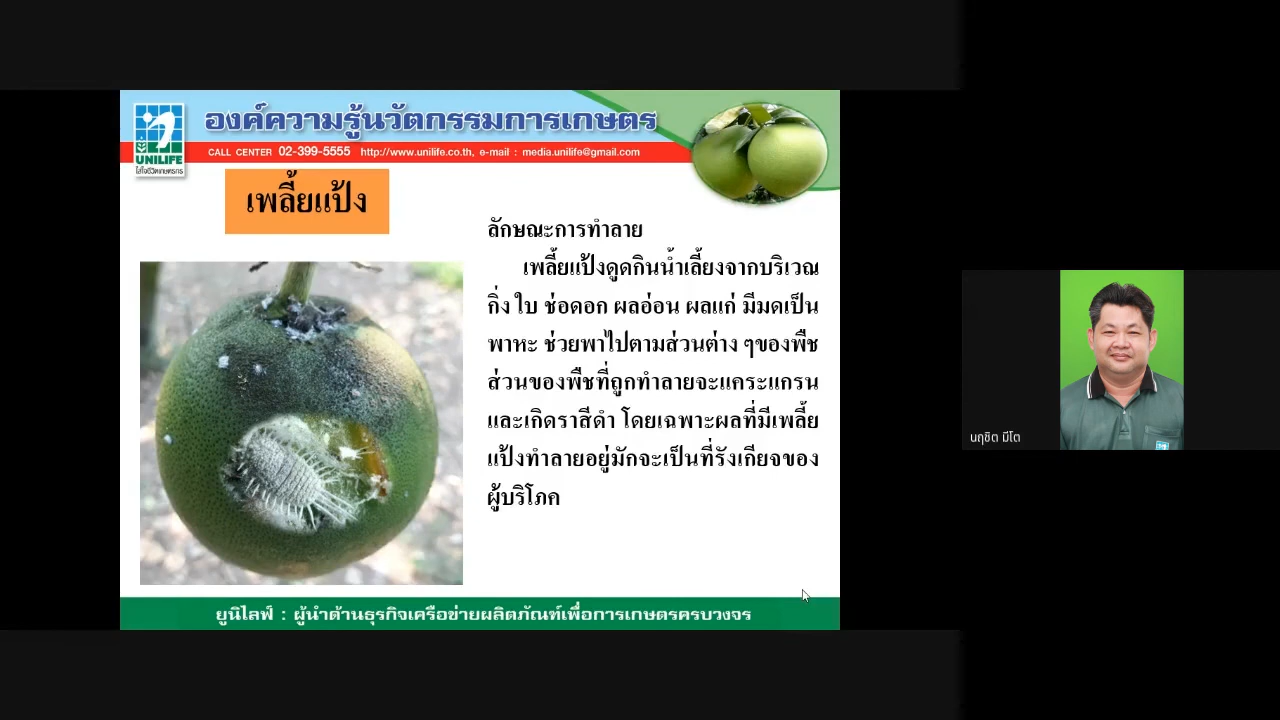 องค์ความรู้นวัตกรรมการเกษตร
UNILIFE
ใส่ใจชีวิตเกษตรกร
CALL CENTER 02-399-5555 http://www.unilife.co.th, e-mail : media.unilife@gmail.com
เพลี้ยแป้ง
ลักษณะการทำลาย
เพลี้ยแป้งดูดกินน้ำเลี้ยงจากบริเวณ
กิ่ง ใบ ช่อดอก ผลอ่อน ผลแก่ มีมดเป็น
พาหะ ช่วยพาไปตามส่วนต่าง ๆของพืช
ส่วนของพืชที่ถูกทำลายจะแคระแกรน
และเกิดราสีดำ โดยเฉพาะผลที่มีเพลี้ย
แป้งทำลายอยู่มักจะเป็นที่รังเกียจของ
ผู้บริโภค
นฤชิต มีโต
ยูนิไลฟ์ : ผู้นำด้านธุรกิจเครือข่ายผลิตภัณฑ์เพื่อการเกษตรครบวงจร